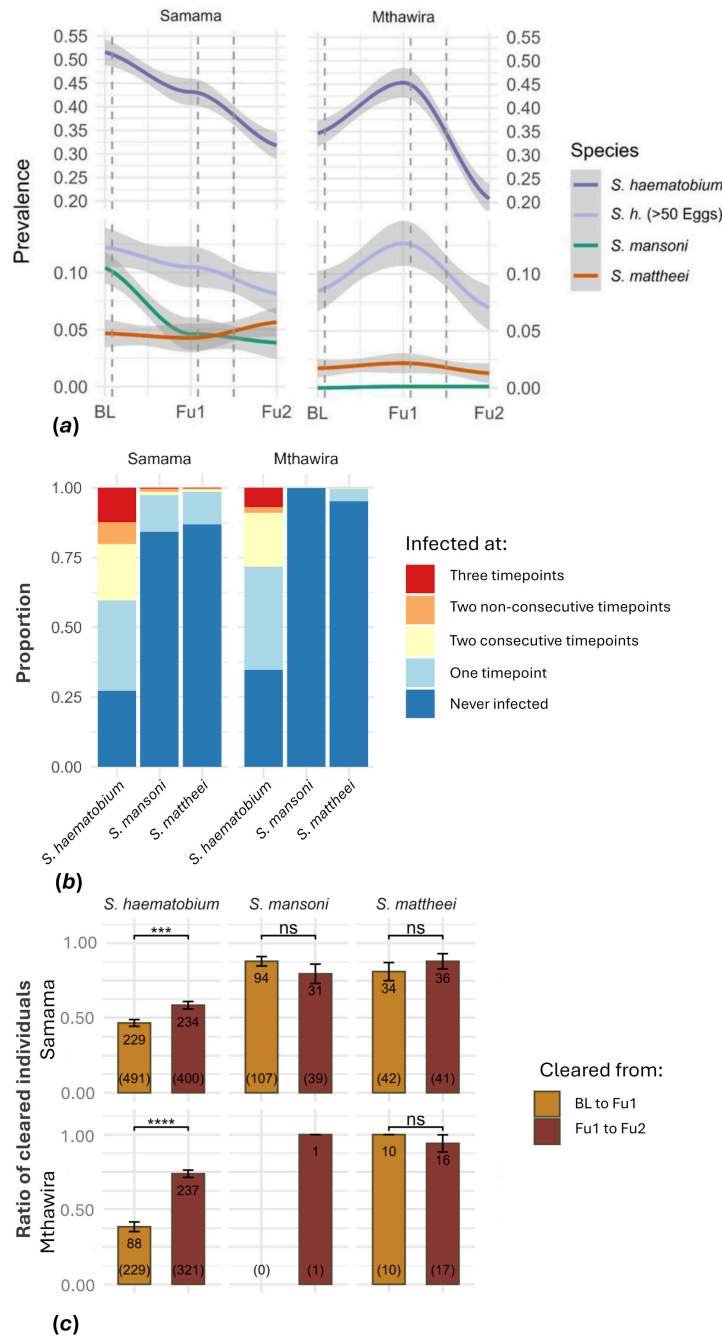 Samama
Mthawira
0.55
0.50
0.45
0.40
0.35
0.30
0.25
0.20
0.10
0.05
0.00
0.55
0.50
0.45
0.40
0.35
0.30
0.25
0.20
0.10
0.05
0.00
Prevalence
BL
Fu1
Fu2
BL
Fu1
Fu2
Species
S. haematobium
S. h. (>50 Eggs)
S. mansoni
S. mattheei
(a)
Samama
Mthawira
1.00
0.75
0.50
0.25
0.00
Proportion
S. haematobium
S. mansoni
S. mattheei
S. haematobium
S. mansoni
S. mattheei
Infected at:
Three timepoints
Two non-consecutive timepoints
Two consecutive timepoints
One timepoint
Never infected
(b)
S. haematobium
S. mansoni
S. mattheei
Ratio of cleared individuals
Samama
1.00
0.50
0.00
***
ns
ns
229
234
94
31
34
36
(491)
(400)
(107)
(39)
(42)
(41)
Mthawira
1.00
0.50
0.00
****
ns
88
237
1
10
16
(229)
(321)
(0)
(1)
(10)
(17)
Cleared from:
BL to Fu1
Fu1 to Fu2
(c)